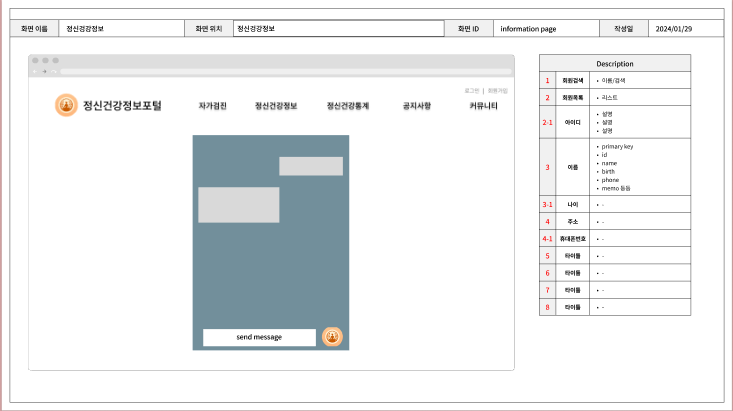 화면 이름 정신건강정보 화면 위치 정신건강정보 화면 ID information page 작성일 2024/01/29
로그인 | 회원가입
정신건강정보포털 자가검진 정신건강정보 정신건강통계 공지사항 커뮤니티
send message
Description
1 회원검색 • 이름/검색
2 회원목록 • 리스트
2-1 아이디 • 설명
• 설명
• 설명
3 이름 • primary key
• id
• name
• birth
• phone
• memo 등등
3-1 나이 • -
4 주소 • -
4-1 휴대폰번호 • -
5 타이틀 • -
6 타이틀 • -
7 타이틀 • -
8 타이틀 • -